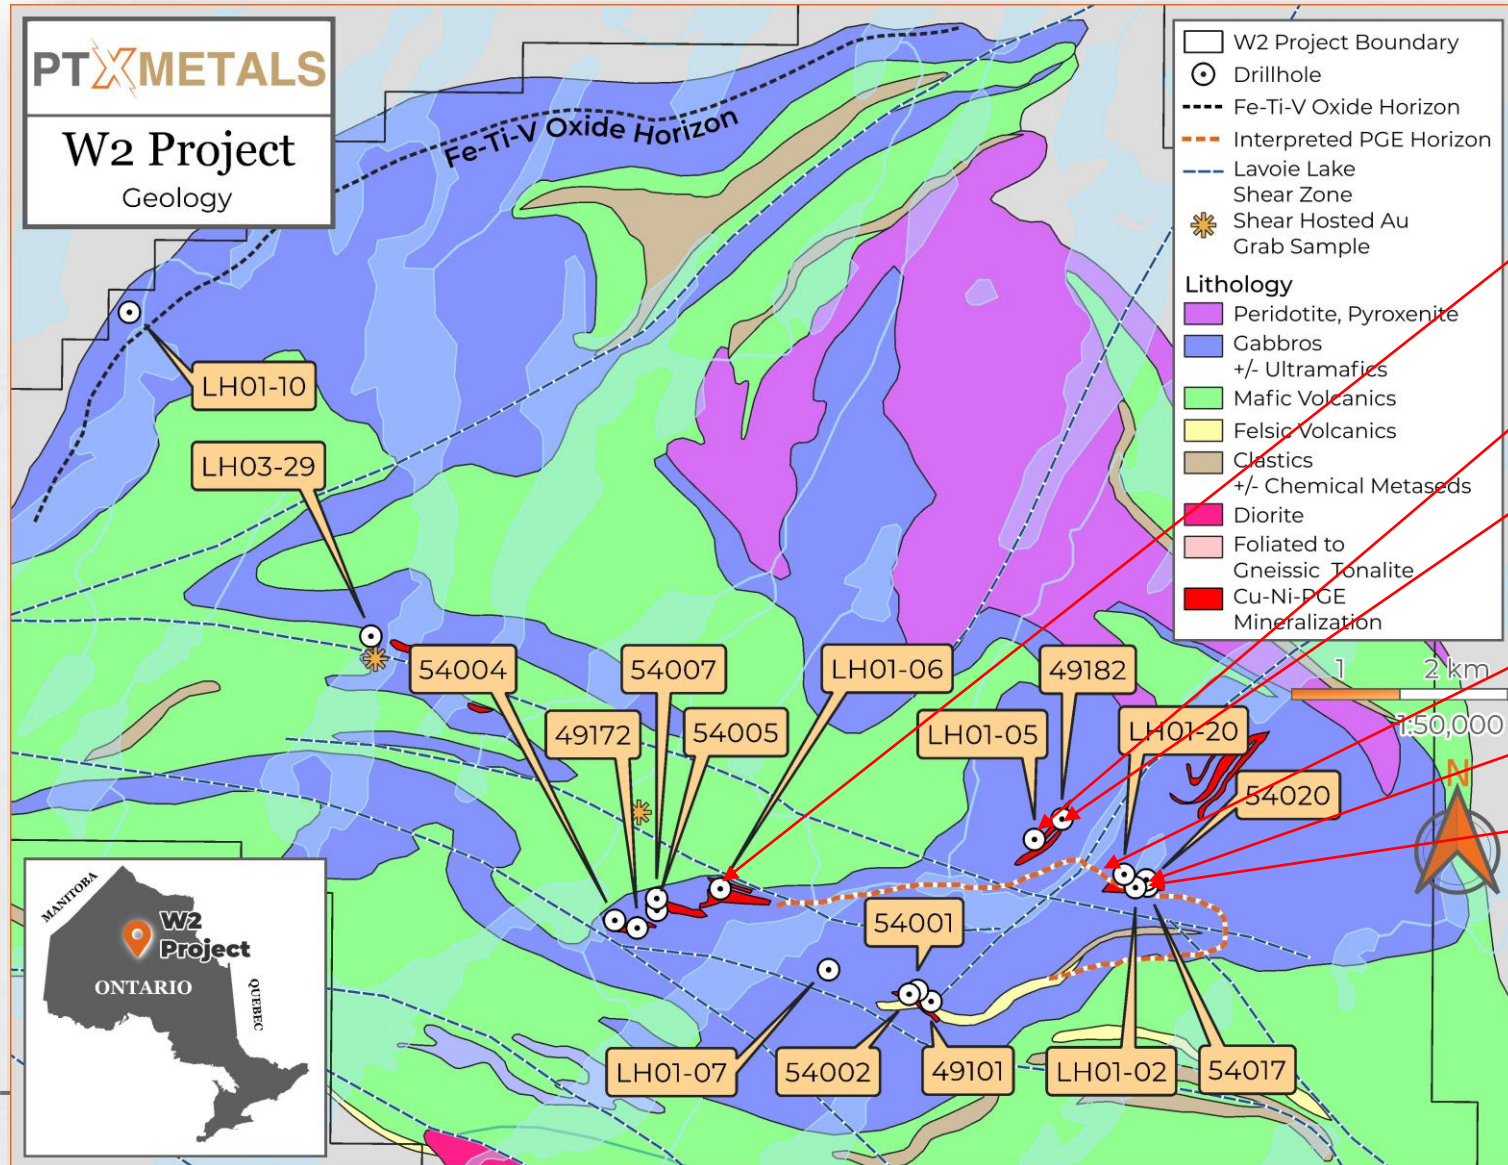 PTXMETALS
W2 Project
Geology
W2 Project Boundary
Drillhole
Fe-Ti-V Oxide Horizon
Interpreted PGE Horizon
Lavoie Lake
Shear Zone
Shear Hosted Au
Grab Sample
Lithology
Peridotite, Pyroxenite
Gabbros
+/- Ultramafics
Mafic Volcanics
Felsic Volcanics
Clastics
+/- Chemical Metaseds
Diorite
Foliated to
Gneissic Tonalite
Cu-Ni-PGE
Mineralization
Fe-Ti-V Oxide Horizon
LH01-10
LH03-29
54004
54007
LH01-06
49182
49172
54005
LH01-05
LH01-20
54020
1 2 km
1:50,000
N
54001
LH01-07
54002
49101
LH01-02
54017
MANITOBA
W2
Project
ONTARIO
QUEBEC